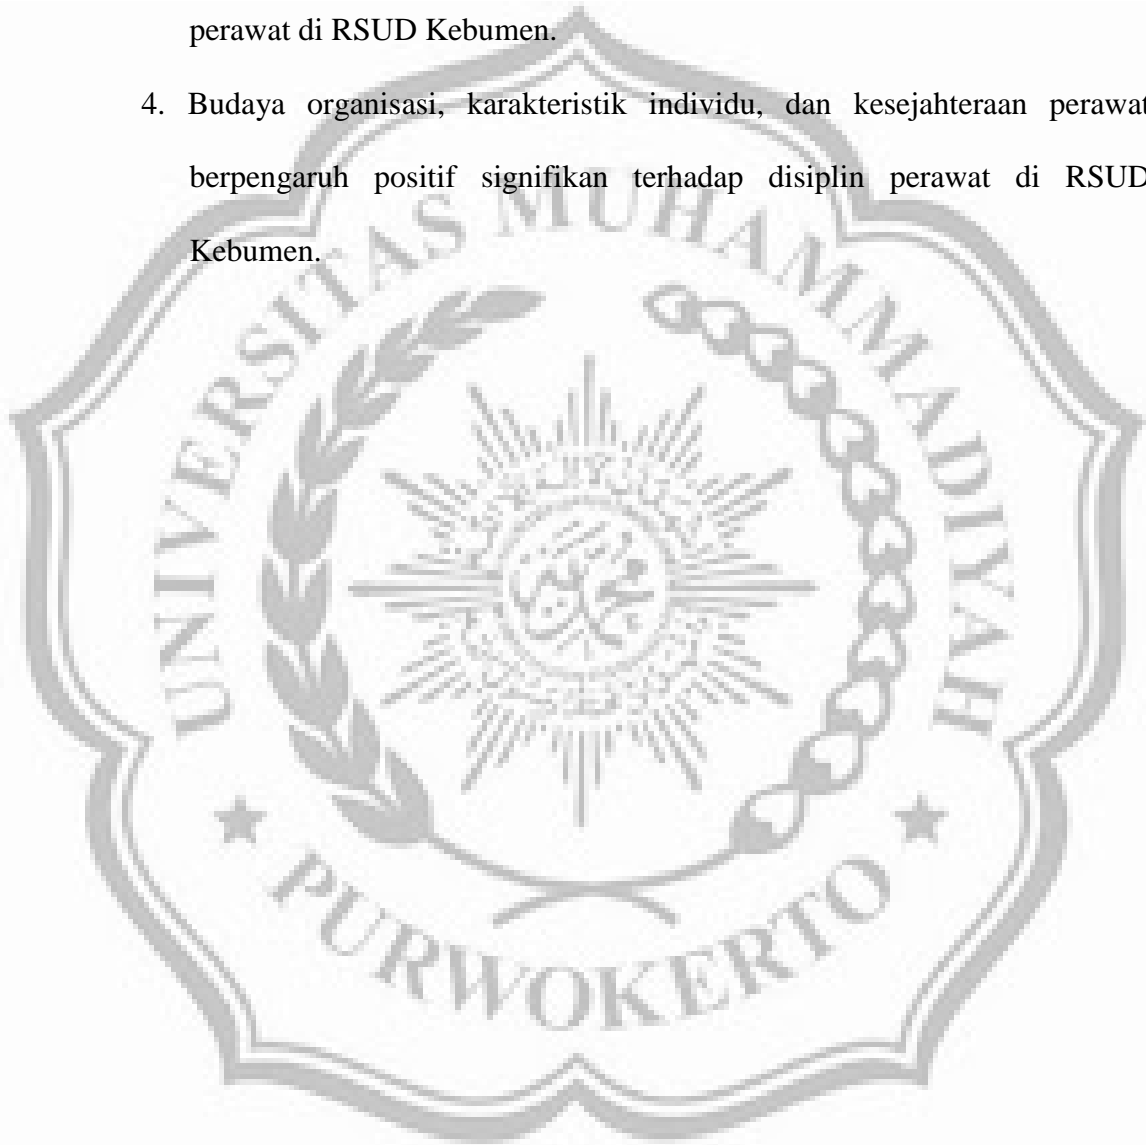 perawat di RSUD Kebumen.
4. Budaya organisasi, karakteristik individu, dan kesejahteraan perawat
berpengaruh positif signifikan terhadap disiplin perawat di RSUD
Kebumen.
UNIVERSITAS MUHAMMADIYAH
PURWOKERTO